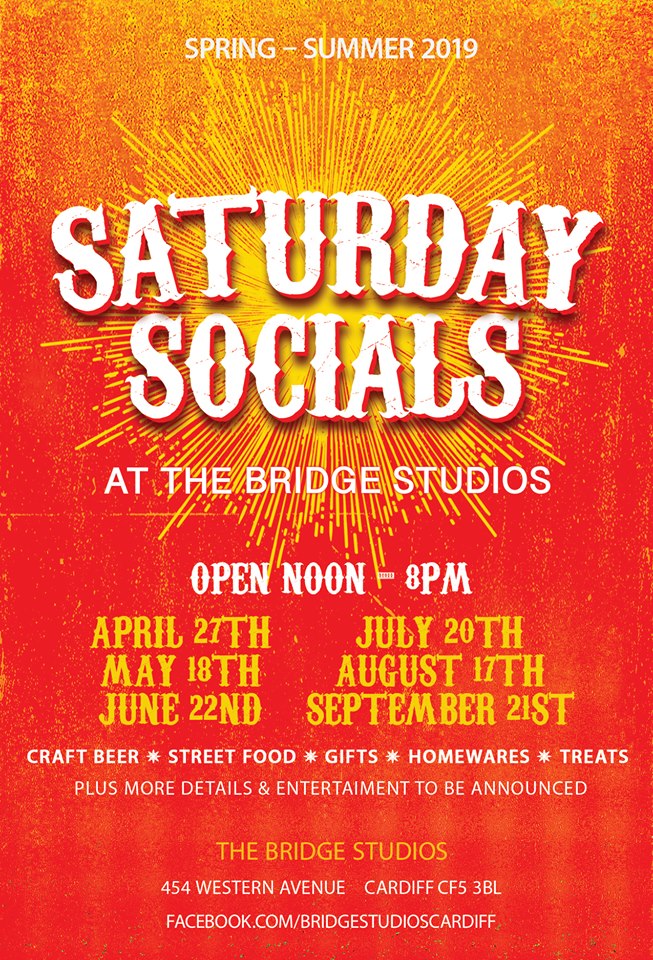 SPRING – SUMMER 2019
SATURDAY
SOCIALS
AT THE BRIDGE STUDIOS
OPEN NOON - 8PM
APRIL 27TH
MAY 18TH
JUNE 22ND
JULY 20TH
AUGUST 17TH
SEPTEMBER 21ST
CRAFT BEER ✷ STREET FOOD ✷ GIFTS ✷ HOMEWARES ✷ TREATS
PLUS MORE DETAILS & ENTERTAIMENT TO BE ANNOUNCED
THE BRIDGE STUDIOS
454 WESTERN AVENUE CARDIFF CF5 3BL
FACEBOOK.COM/BRIDGESTUDIOSCARDIFF